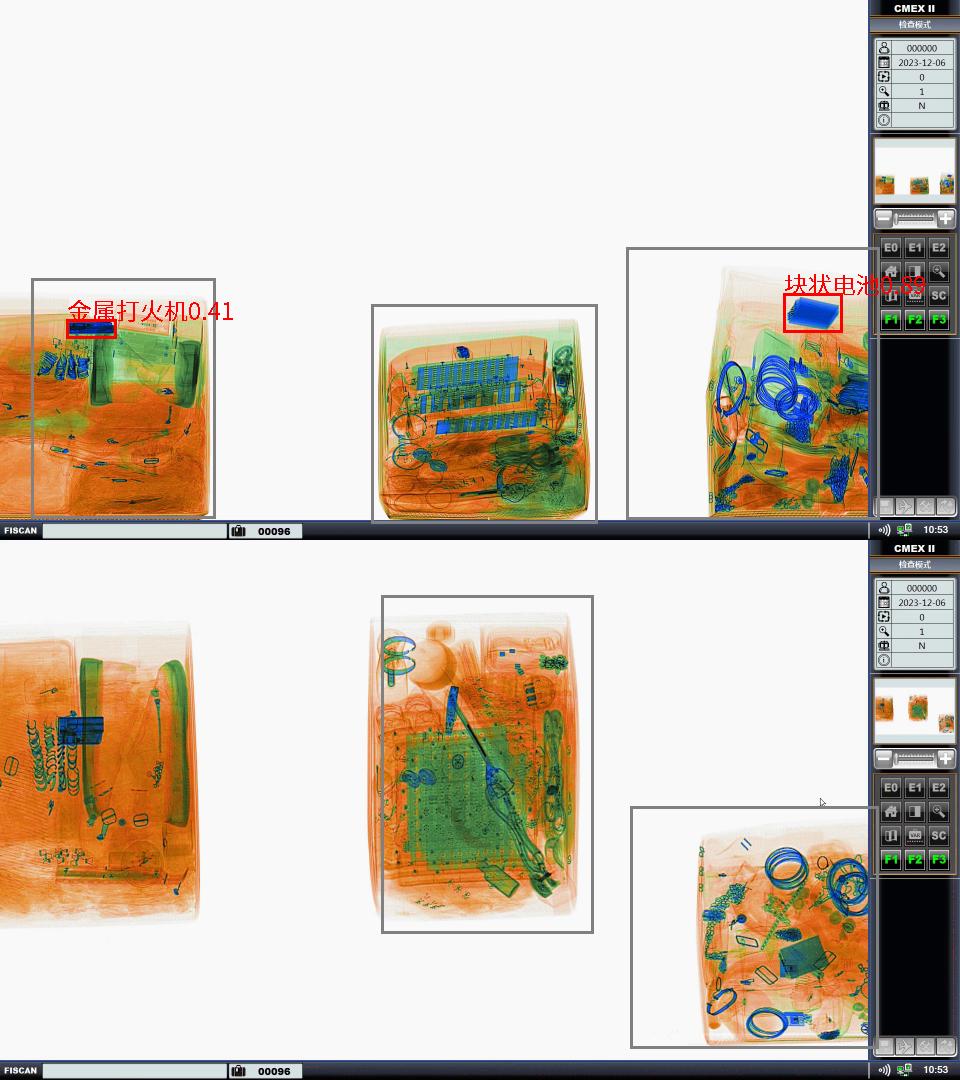 CMEX II
检查模式
000000
2023-12-06
0
1
N
E0 E1 E2
SC
F1 F2 F3
金属打火机0.41
块状电池0.89
FISCAN
00096
10:53
CMEX II
检查模式
000000
2023-12-06
0
1
N
E0 E1 E2
VAR SC
F1 F2 F3
FISCAN
00096
10:53